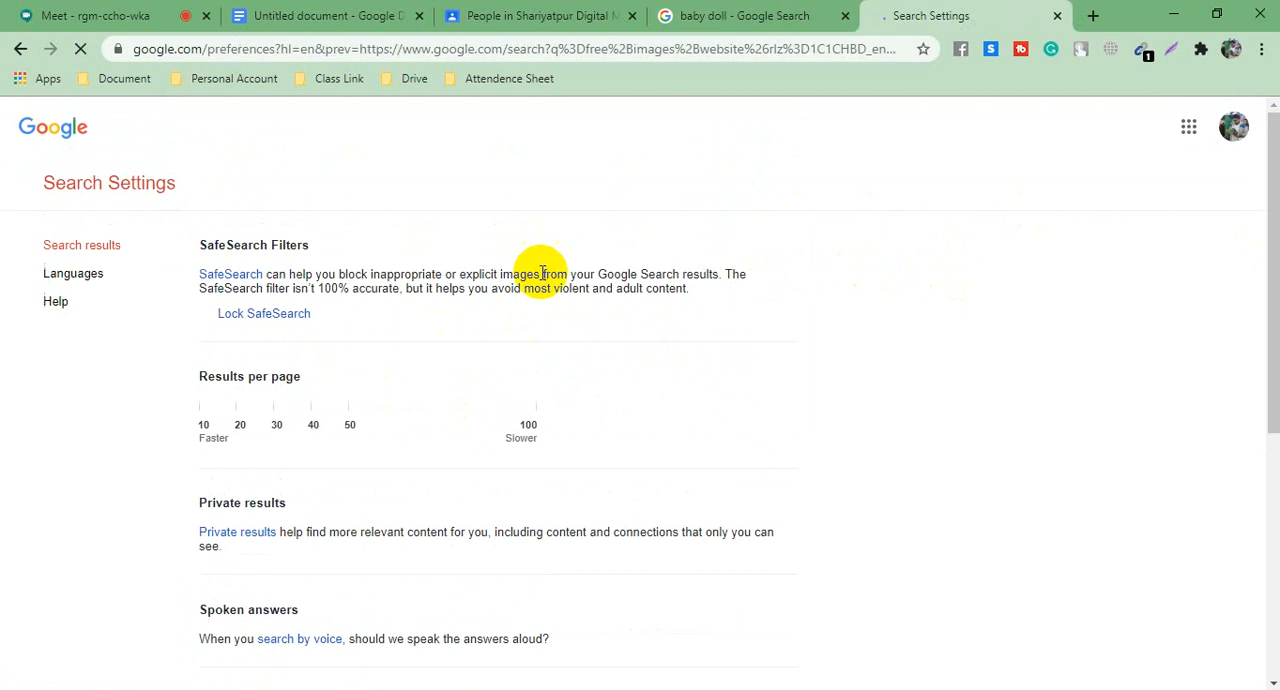 Meet - rgm-ccho-wka
Untitled document - Google D
People in Shariyatpur Digital M
baby doll - Google Search
Search Settings
google.com/preferences?hl=en&prev=https://www.google.com/search?q%3Dfree%2Bimages%2Bwebsite%26rlz%3D1C1CHBD_en...
1
Apps
Document
Personal Account
Class Link
Drive
Attendence Sheet
Google
Search Settings
Search results
Languages
Help
SafeSearch Filters
SafeSearch can help you block inappropriate or explicit images from your Google Search results. The
SafeSearch filter isn't 100% accurate, but it helps you avoid most violent and adult content.
Lock SafeSearch
Results per page
10 20 30 40 50 100
Faster Slower
Private results
Private results help find more relevant content for you, including content and connections that only you can
see.
Spoken answers
When you search by voice, should we speak the answers aloud?